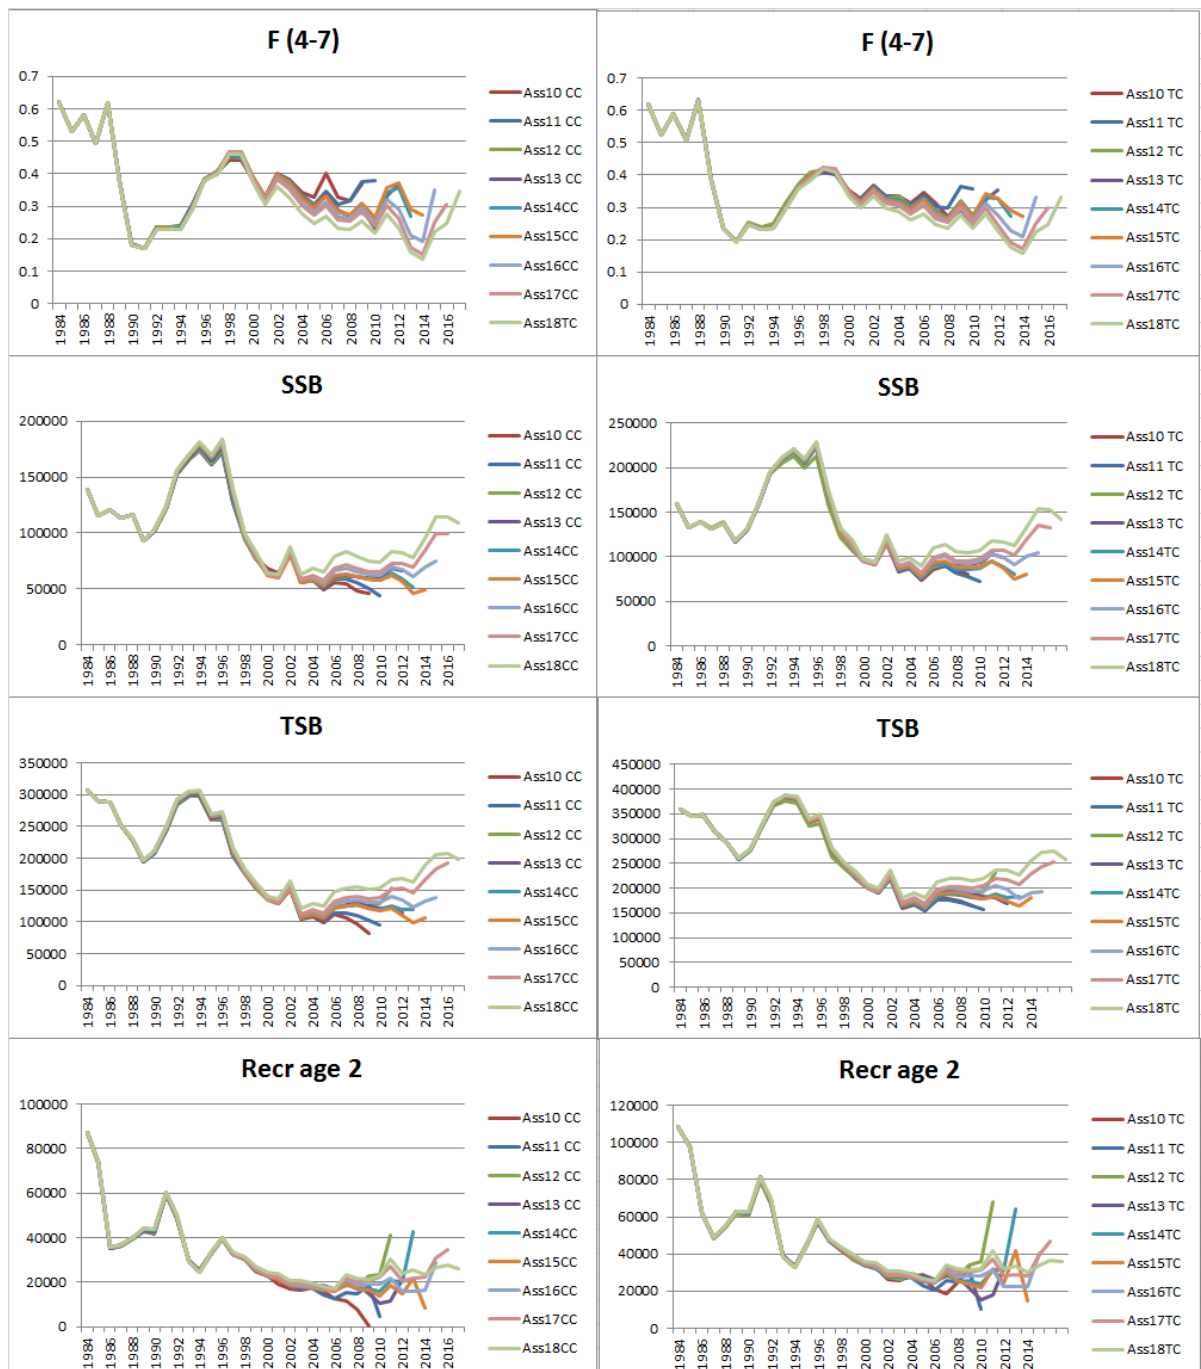 F (4-7)
0.7
0.6
0.5
0.4
0.3
0.2
0.1
0
1984
1986
1988
1990
1992
1994
1996
1998
2000
2002
2004
2006
2008
2010
2012
2014
2016
Ass10 CC
Ass11 CC
Ass12 CC
Ass13 CC
Ass14CC
Ass15CC
Ass16CC
Ass17CC
Ass18TC
F (4-7)
0.7
0.6
0.5
0.4
0.3
0.2
0.1
0
1984
1986
1988
1990
1992
1994
1996
1998
2000
2002
2004
2006
2008
2010
2012
2014
2016
Ass10 TC
Ass11 TC
Ass12 TC
Ass13 TC
Ass14TC
Ass15TC
Ass16TC
Ass17TC
Ass18TC
SSB
200000
150000
100000
50000
0
1984
1986
1988
1990
1992
1994
1996
1998
2000
2002
2004
2006
2008
2010
2012
2014
2016
Ass10 CC
Ass11 CC
Ass12 CC
Ass13 CC
Ass14CC
Ass15CC
Ass16CC
Ass17CC
Ass18CC
SSB
250000
200000
150000
100000
50000
0
1984
1986
1988
1990
1992
1994
1996
1998
2000
2002
2004
2006
2008
2010
2012
2014
Ass10 TC
Ass11 TC
Ass12 TC
Ass13 TC
Ass14TC
Ass15TC
Ass16TC
Ass17TC
Ass18TC
TSB
350000
300000
250000
200000
150000
100000
50000
0
1984
1986
1988
1990
1992
1994
1996
1998
2000
2002
2004
2006
2008
2010
2012
2014
2016
Ass10 CC
Ass11 CC
Ass12 CC
Ass13 CC
Ass14CC
Ass15CC
Ass16CC
Ass17CC
Ass18CC
TSB
450000
400000
350000
300000
250000
200000
150000
100000
50000
0
1984
1986
1988
1990
1992
1994
1996
1998
2000
2002
2004
2006
2008
2010
2012
2014
Ass10 TC
Ass11 TC
Ass12 TC
Ass13 TC
Ass14TC
Ass15TC
Ass16TC
Ass17TC
Ass18TC
Recr age 2
100000
80000
60000
40000
20000
0
1984
1986
1988
1990
1992
1994
1996
1998
2000
2002
2004
2006
2008
2010
2012
2014
2016
Ass10 CC
Ass11 CC
Ass12 CC
Ass13 CC
Ass14CC
Ass15CC
Ass16CC
Ass17CC
Ass18CC
Recr age 2
120000
100000
80000
60000
40000
20000
0
1984
1986
1988
1990
1992
1994
1996
1998
2000
2002
2004
2006
2008
2010
2012
2014
Ass10 TC
Ass11 TC
Ass12 TC
Ass13 TC
Ass14TC
Ass15TC
Ass16TC
Ass17TC
Ass18TC